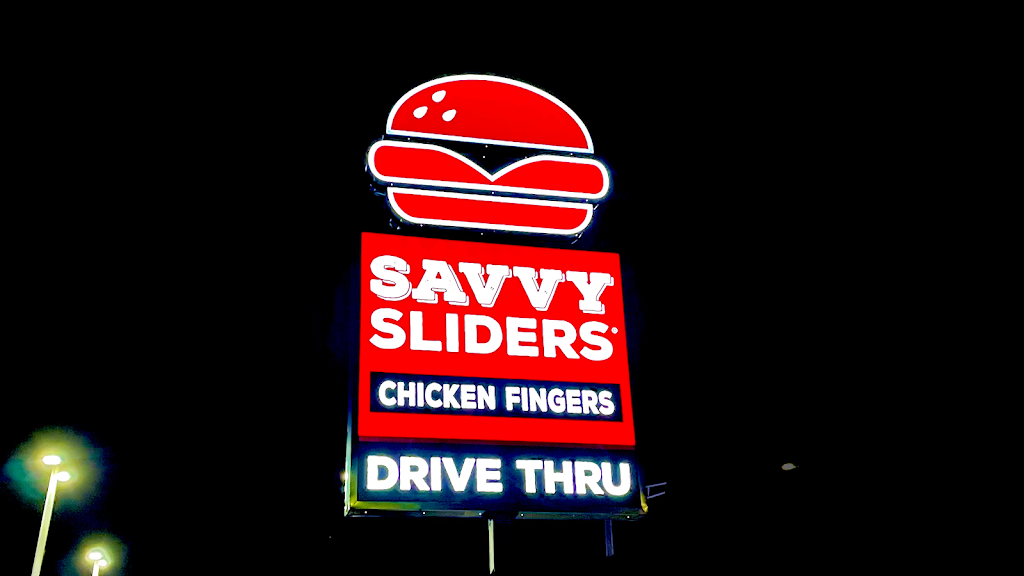 SAVVY
SLIDERS
CHICKEN FINGERS
DRIVE THRU